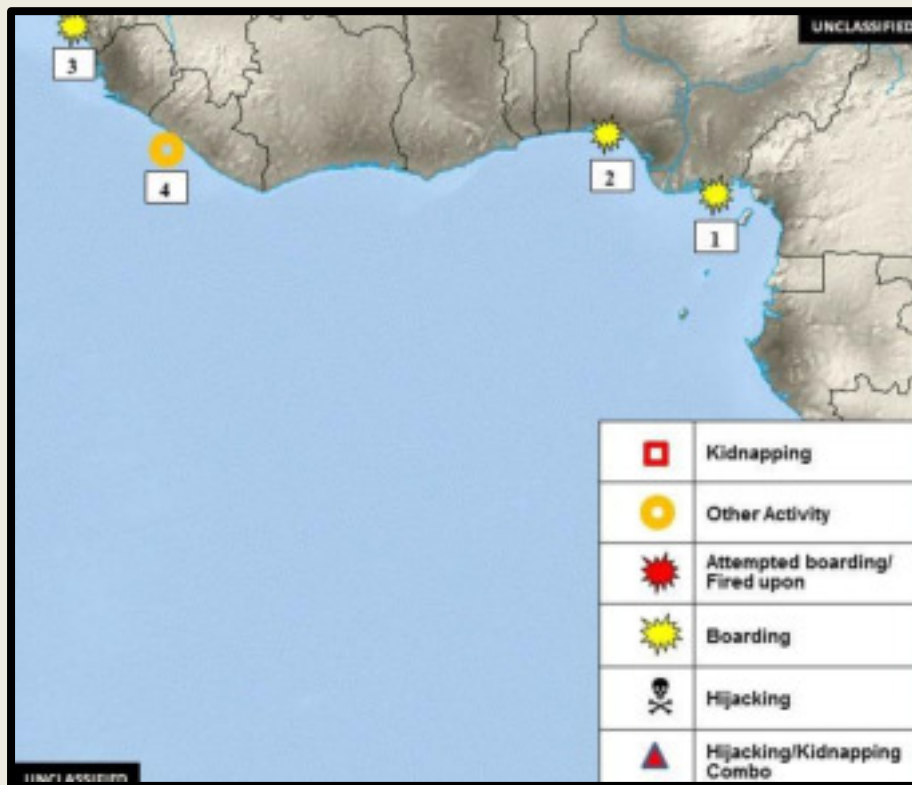 UNCLASSIFIED
3
4
2
1
Kidnapping
Other Activity
Attempted boarding/
Fired upon
Boarding
Hijacking
Hijacking/Kidnapping
Combo
UNCLASSIFIED